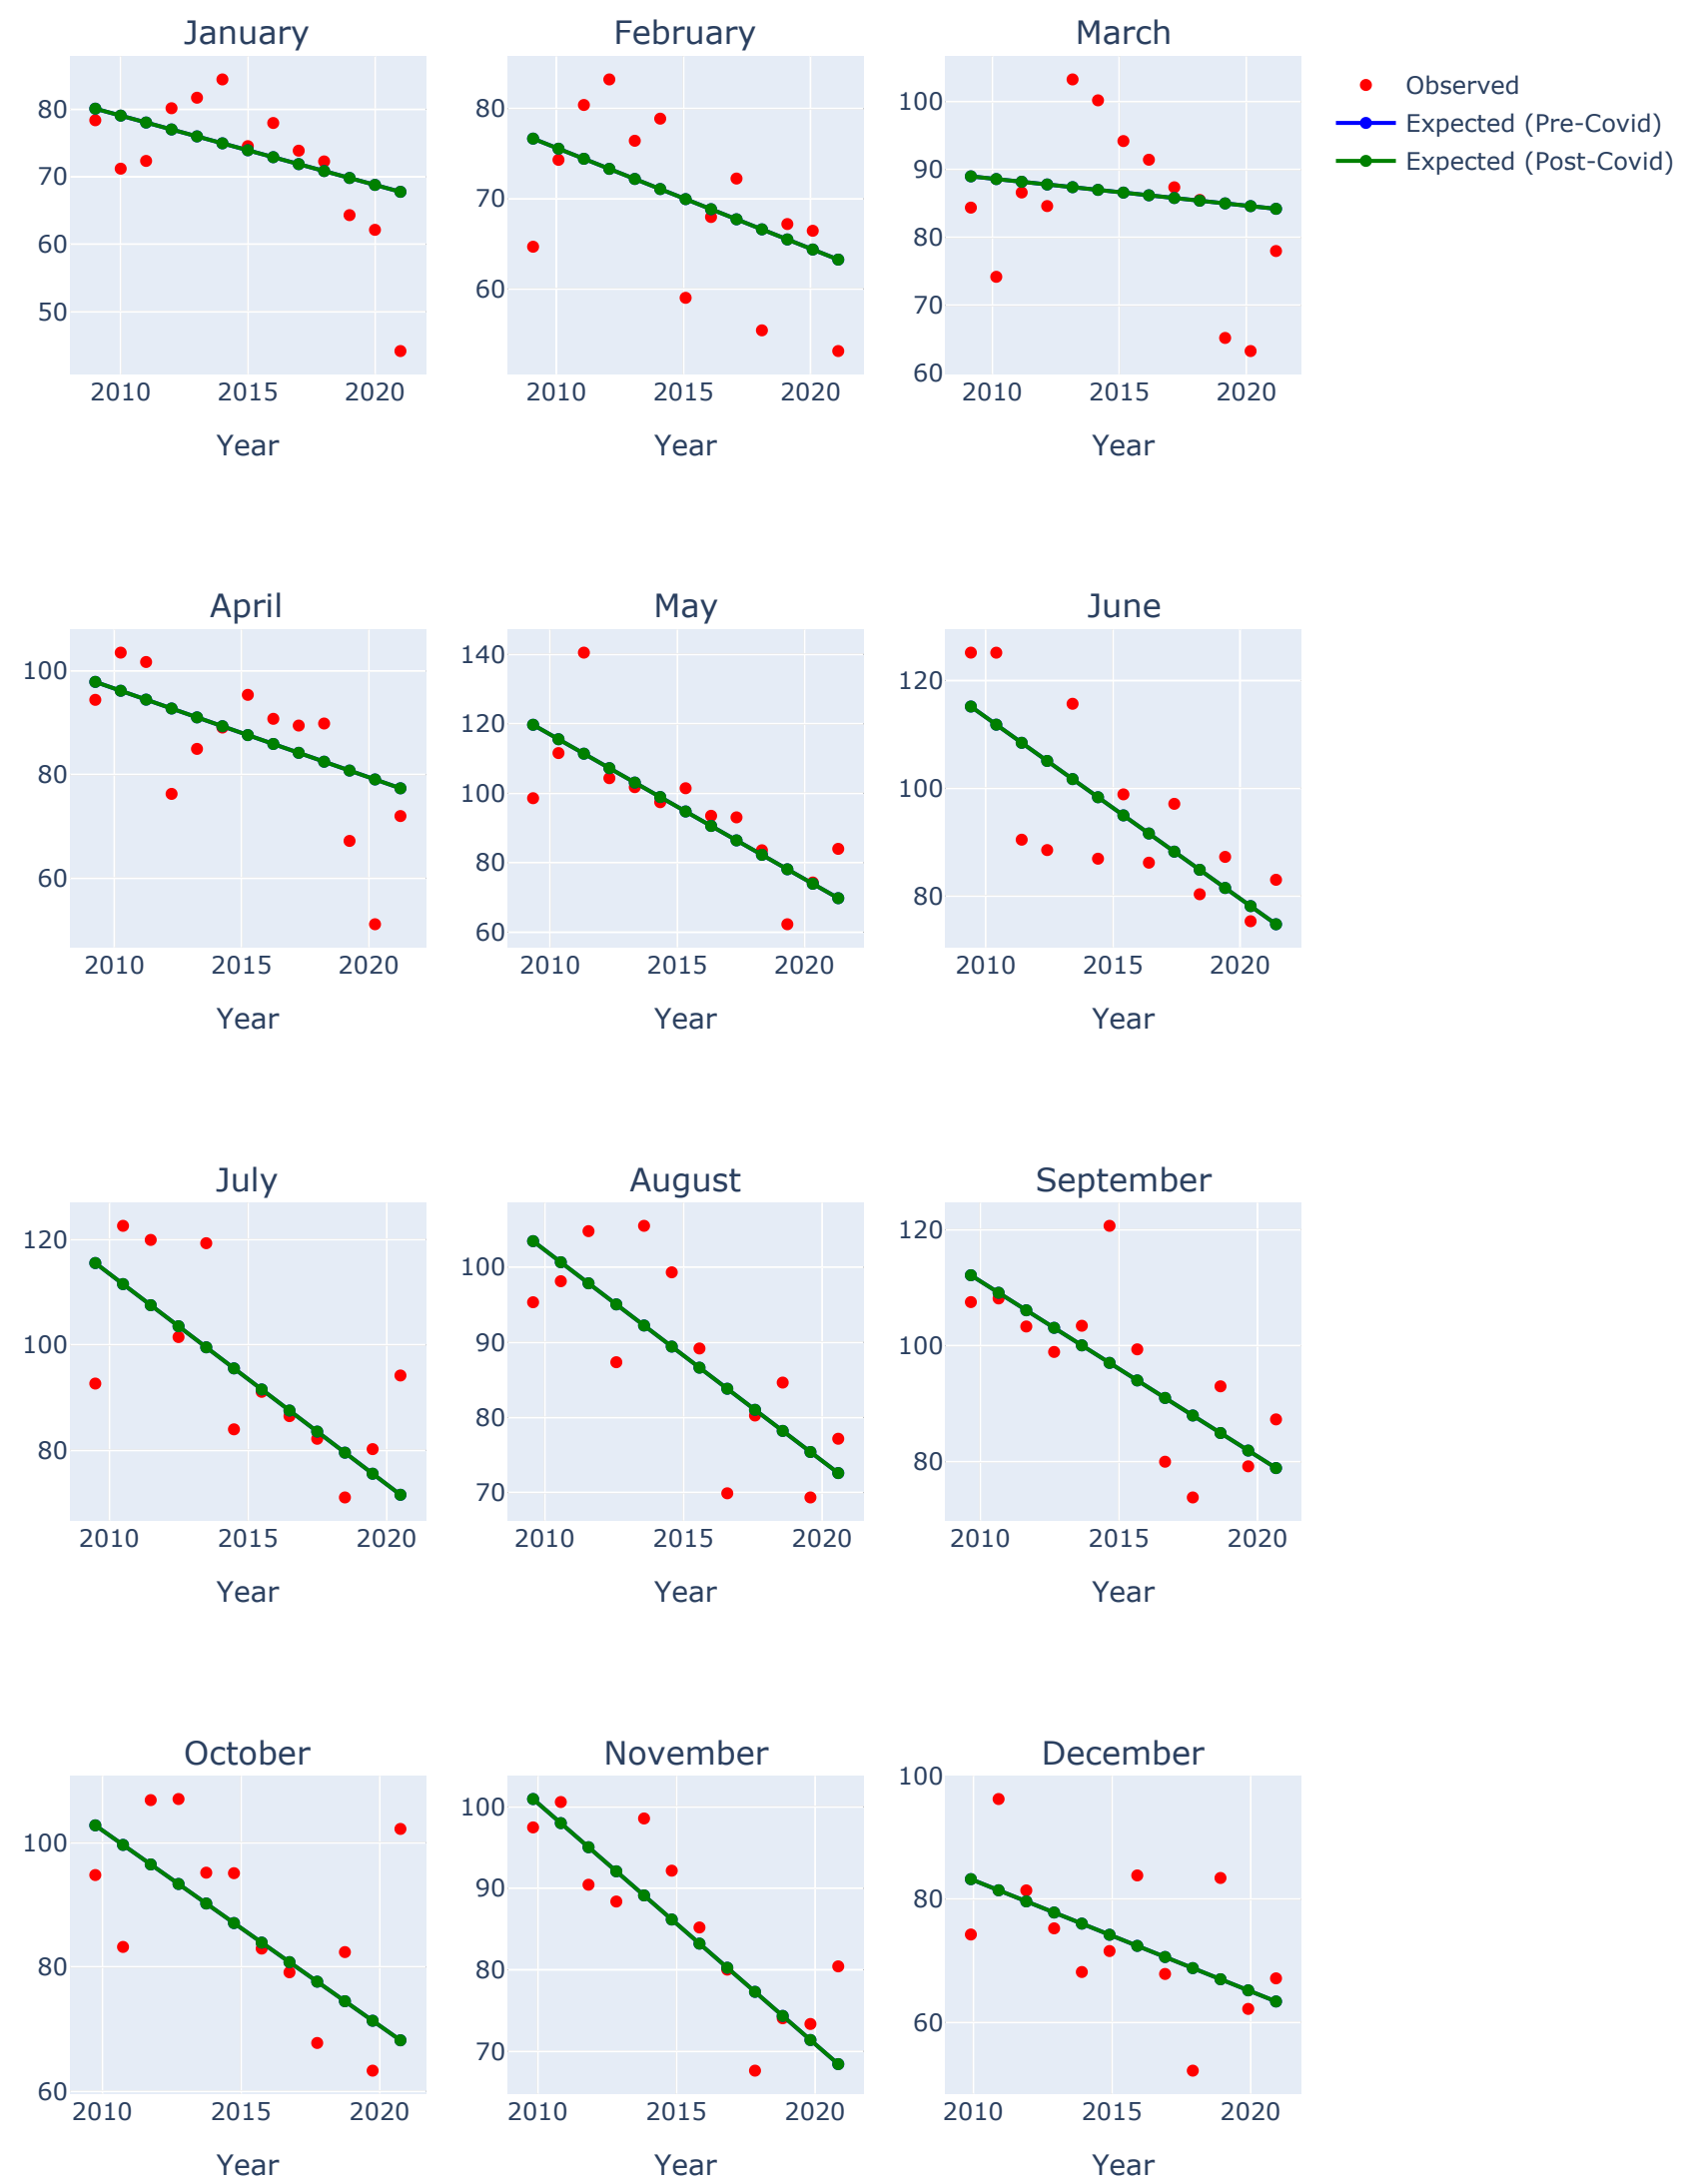 January
February
March
Observed
Expected (Pre-Covid)
Expected (Post-Covid)
80
70
60
50
80
70
60
100
90
80
70
60
2010 2015 2020
2010 2015 2020
2010 2015 2020
Year
Year
Year
April
May
June
100
80
60
140
120
100
80
60
120
100
80
2010 2015 2020
2010 2015 2020
2010 2015 2020
Year
Year
Year
July
August
September
120
100
80
100
90
80
70
120
100
80
2010 2015 2020
2010 2015 2020
2010 2015 2020
Year
Year
Year
October
November
December
100
80
60
100
90
80
70
100
80
60
2010 2015 2020
2010 2015 2020
2010 2015 2020
Year
Year
Year